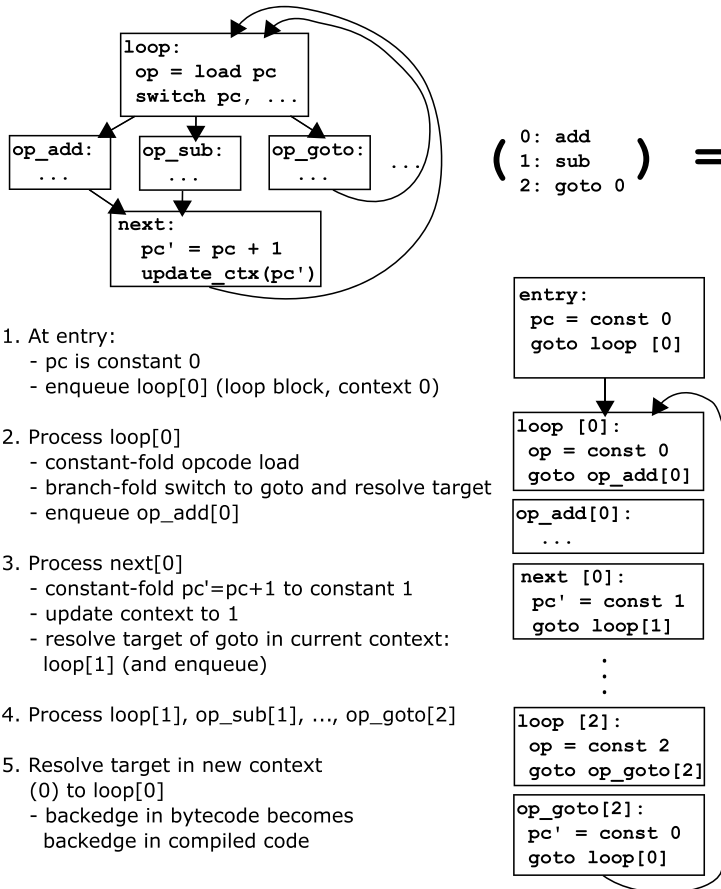 loop:
op = load pc
switch pc, ...
op_add:
...
op_sub:
...
op_goto:
...
...
next:
pc' = pc + 1
update_ctx(pc')
(
0: add
1: sub
2: goto 0
)
=
1. At entry:
- pc is constant 0
- enqueue loop[0] (loop block, context 0)
2. Process loop[0]
- constant-fold opcode load
- branch-fold switch to goto and resolve target
- enqueue op_add[0]
3. Process next[0]
- constant-fold pc'=pc+1 to constant 1
- update context to 1
- resolve target of goto in current context:
loop[1] (and enqueue)
4. Process loop[1], op_sub[1], ..., op_goto[2]
5. Resolve target in new context
(0) to loop[0]
- backedge in bytecode becomes
backedge in compiled code
entry:
pc = const 0
goto loop [0]
loop [0]:
op = const 0
goto op_add[0]
op_add[0]:
...
next [0]:
pc' = const 1
goto loop[1]
...
loop [2]:
op = const 2
goto op_goto[2]
op_goto[2]:
pc' = const 0
goto loop[0]